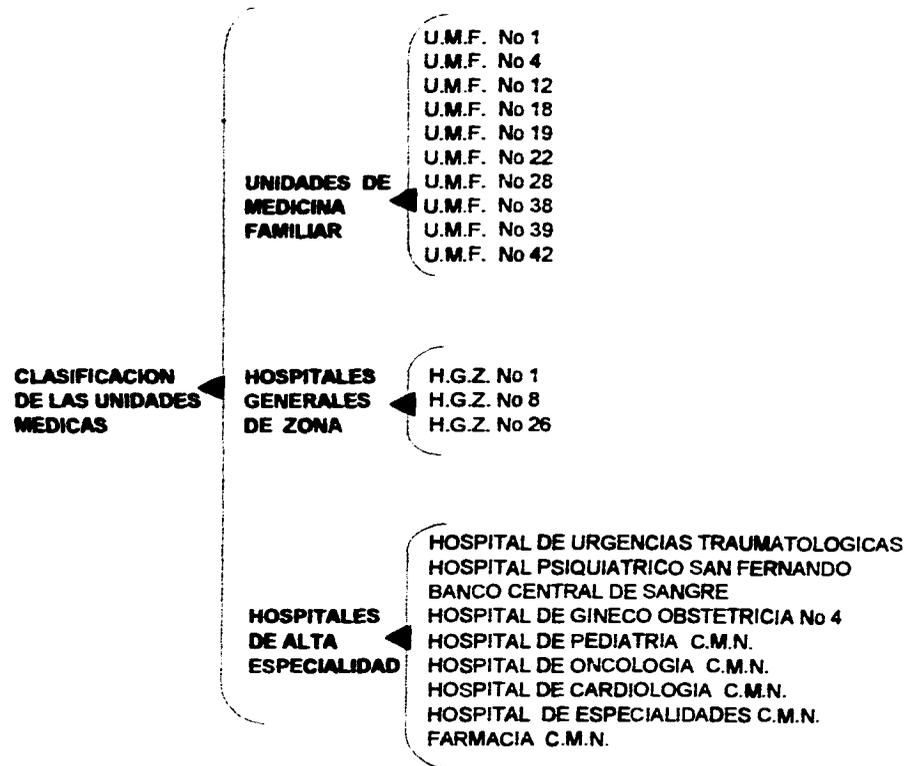 CLASIFICACION
DE LAS UNIDADES
MEDICAS
UNIDADES DE
MEDICINA
FAMILIAR
U.M.F. No 1
U.M.F. No 4
U.M.F. No 12
U.M.F. No 18
U.M.F. No 19
U.M.F. No 22
U.M.F. No 28
U.M.F. No 38
U.M.F. No 39
U.M.F. No 42
HOSPITALES
GENERALES
DE ZONA
H.G.Z. No 1
H.G.Z. No 8
H.G.Z. No 26
HOSPITALES
DE ALTA
ESPECIALIDAD
HOSPITAL DE URGENCIAS TRAUMATOLOGICAS
HOSPITAL PSIQUIATRICO SAN FERNANDO
BANCO CENTRAL DE SANGRE
HOSPITAL DE GINECO OBSTETRICIA No 4
HOSPITAL DE PEDIATRIA C.M.N.
HOSPITAL DE ONCOLOGIA C.M.N.
HOSPITAL DE CARDIOLOGIA C.M.N.
HOSPITAL DE ESPECIALIDADES C.M.N.
FARMACIA C.M.N.